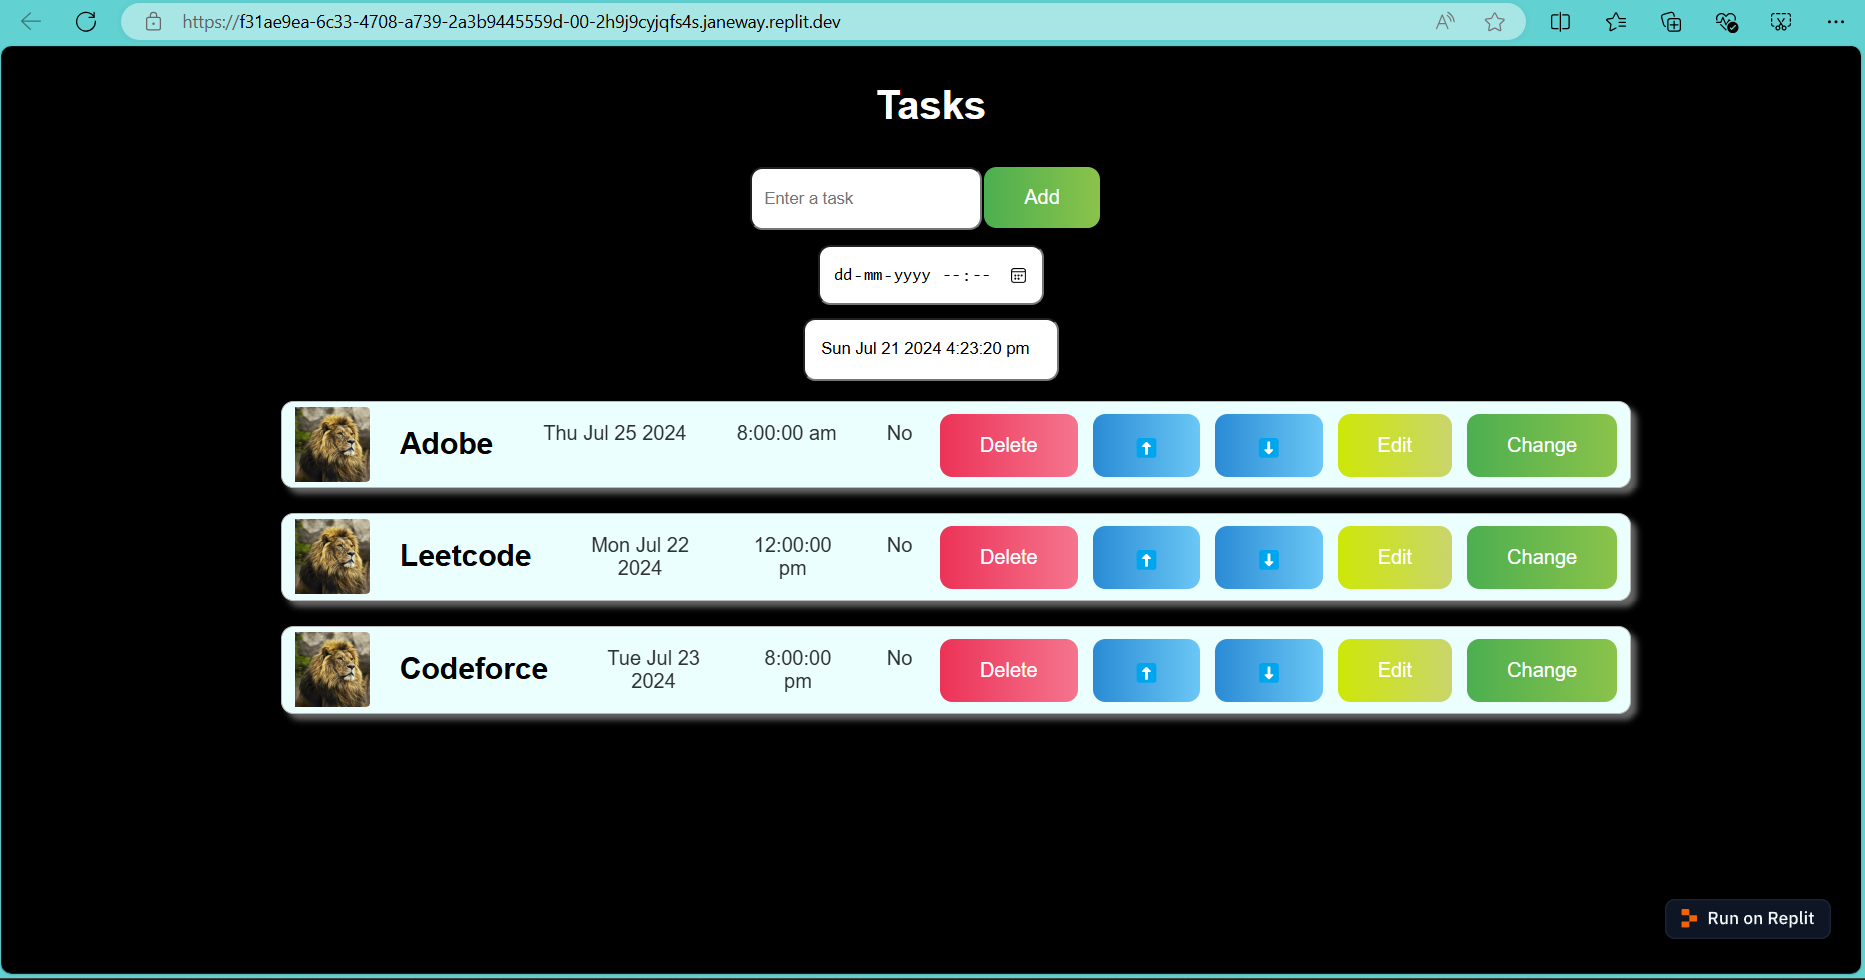 https://f31ae9ea-6c33-4708-a739-2a3b9445559d-00-2h9j9cyjqfs4s.janeway.replit.dev
Tasks
Enter a task
Add
dd-mm-yyyy --:--
Sun Jul 21 2024 4:23:20 pm
Adobe
Thu Jul 25 2024
8:00:00 am
No
Delete
Edit
Change
Leetcode
Mon Jul 22
2024
12:00:00
pm
No
Delete
Edit
Change
Codeforce
Tue Jul 23
2024
8:00:00
pm
No
Delete
Edit
Change
Run on Replit